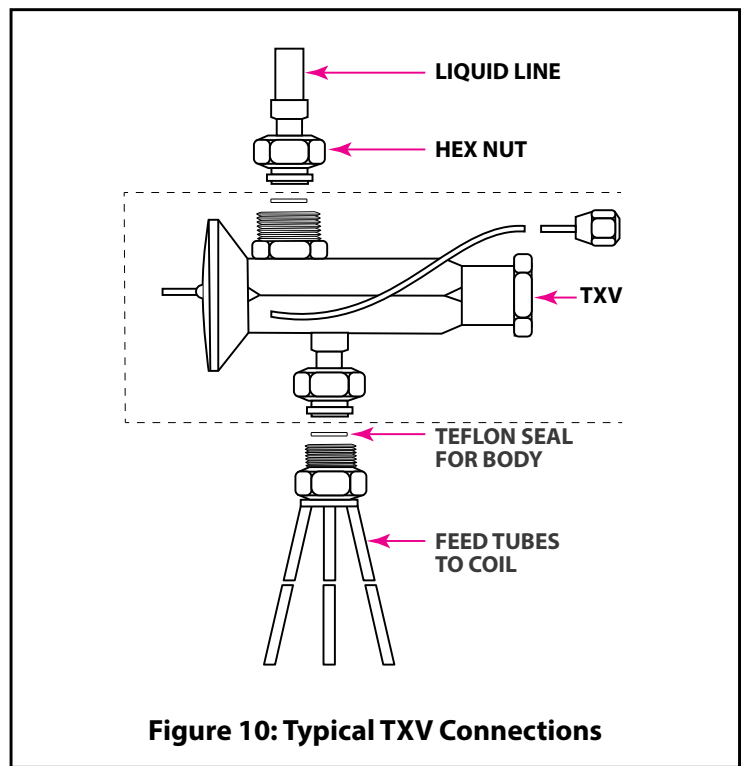 LIQUID LINE
HEX NUT
TXV
TEFLON SEAL
FOR BODY
FEED TUBES
TO COIL
Figure 10: Typical TXV Connections